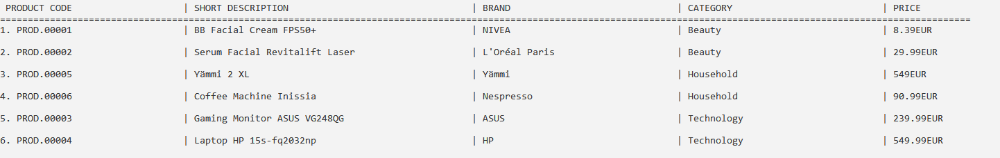 PRODUCT CODE | SHORT DESCRIPTION | BRAND | CATEGORY | PRICE
===============================================================================================================================================================================
1. PROD.00001 | BB Facial Cream FPS50+ | NIVEA | Beauty | 8.39EUR
2. PROD.00002 | Serum Facial Revitalift Laser | L'Oréal Paris | Beauty | 29.99EUR
3. PROD.00005 | Yämmi 2 XL | Yämmi | Household | 549EUR
4. PROD.00006 | Coffee Machine Inissia | Nespresso | Household | 90.99EUR
5. PROD.00003 | Gaming Monitor ASUS VG248QG | ASUS | Technology | 239.99EUR
6. PROD.00004 | Laptop HP 15s-fq2032np | HP | Technology | 549.99EUR